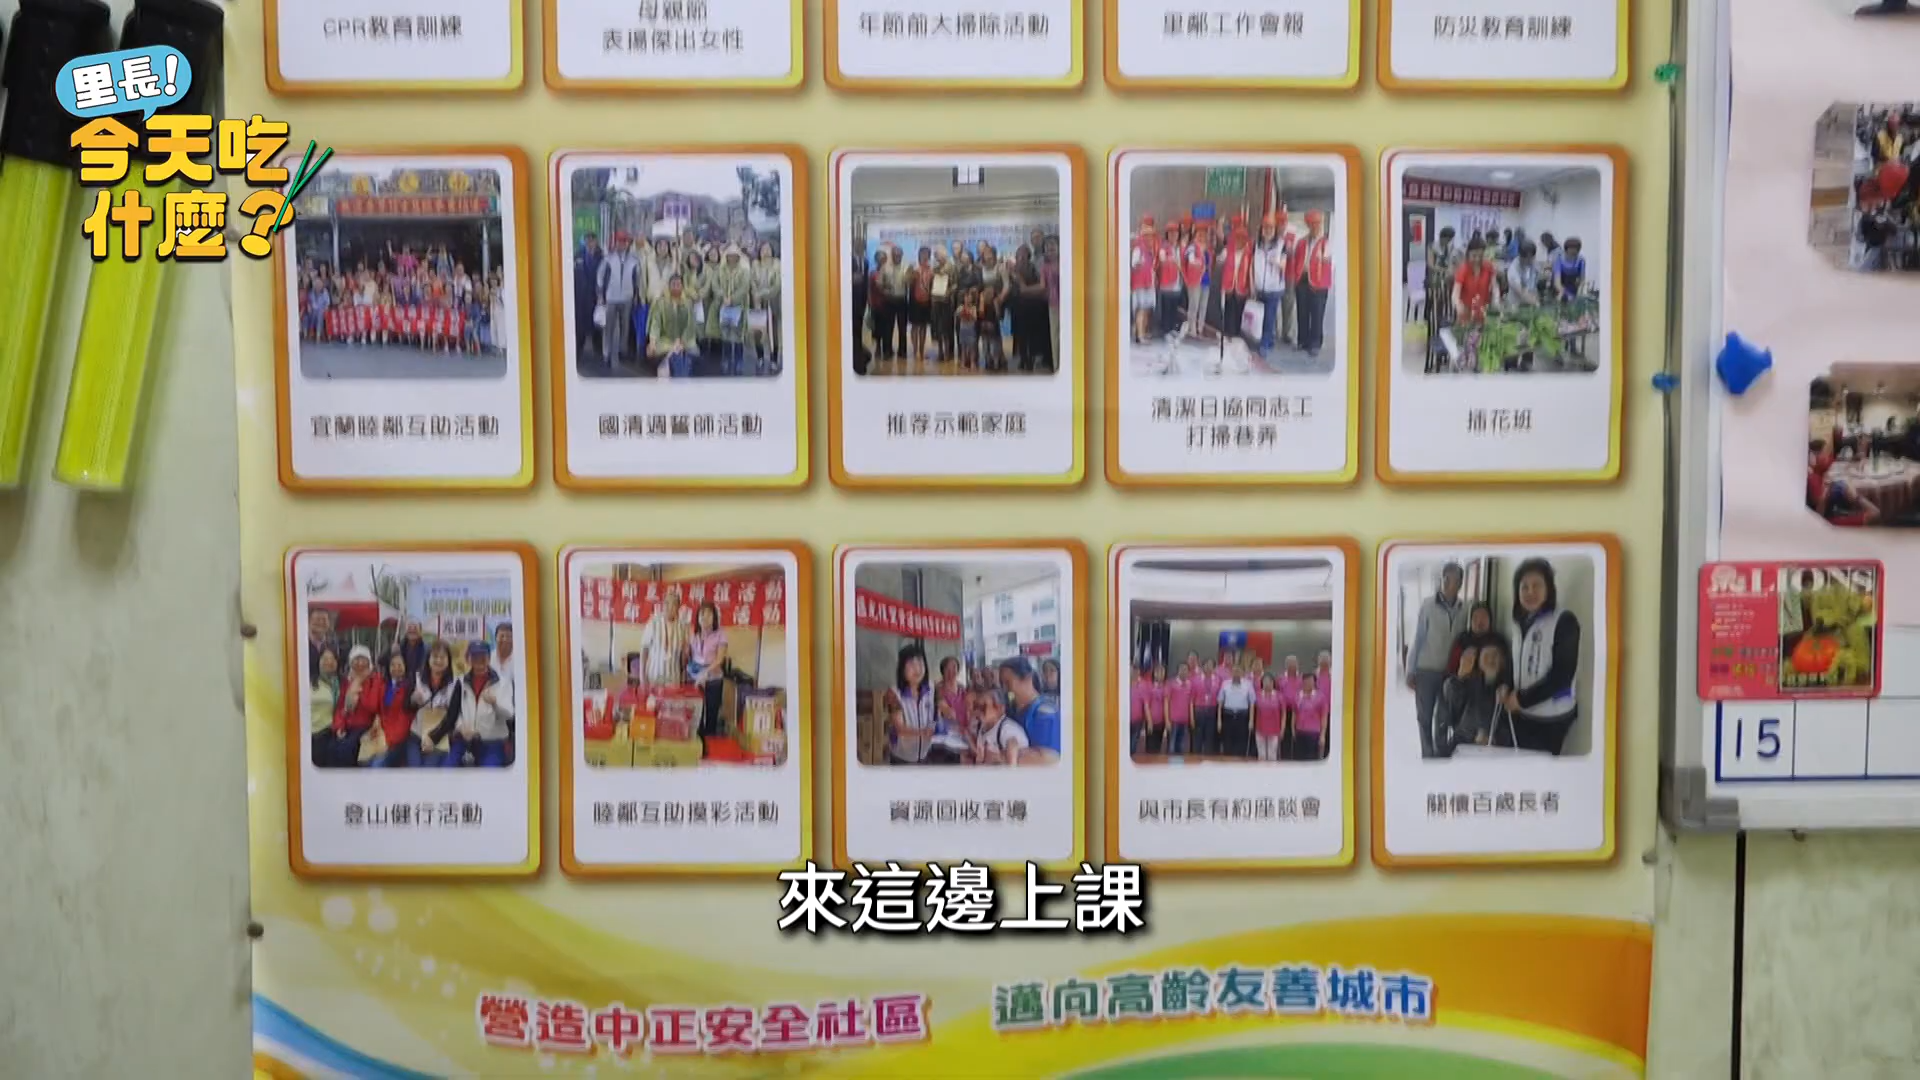 里長!
今天吃
什麼?
CPR教育訓練
母親節
表揚傑出女性
年節前大掃除活動
里鄰工作會報
防災教育訓練
宜蘭睦鄰互助活動
國清週誓師活動
推荐示範家庭
清潔日協同志工
打掃巷弄
插花班
登山健行活動
睦鄰互助摸彩活動
資源回收宣導
與市長有約座談會
關懷百歲長者
LIONS
15
來這邊上課
營造中正安全社區
邁向高齡友善城市